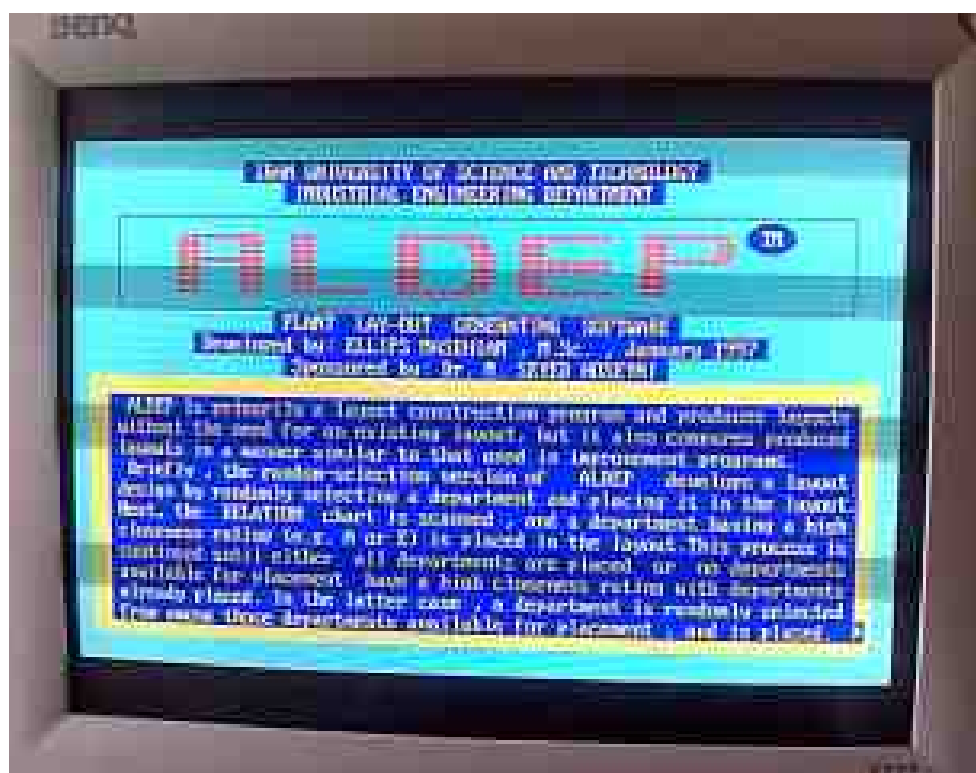 BenQ
IRAN UNIVERSITY OF SCIENCE AND TECHNOLOGY
INDUSTRIAL ENGINEERING DEPARTMENT
ALDEP TM
PLANT LAY-OUT GENERATING SOFTWARE
Developed by: , M.Sc. , January 1997
Sponsored by Dr. M
ALDEP is primarily a layout construction program and produces layouts
without the need for an existing layout, but it also compares produced
layouts in a manner similar to that used in improvement programs.
Briefly , the random-selection version of ALDEP develops a layout
design by randomly selecting a department and placing it in the layout.
Next, the RELATIONS chart is scanned , and a department having a high
closeness rating (e.g. A or E) is placed in the layout.This process is
continued until either all departments are placed or no departments
available for placement have a high closeness rating with departments
already placed. In the latter case , a department is randomly selected
from among those departments available for placement , and is placed.